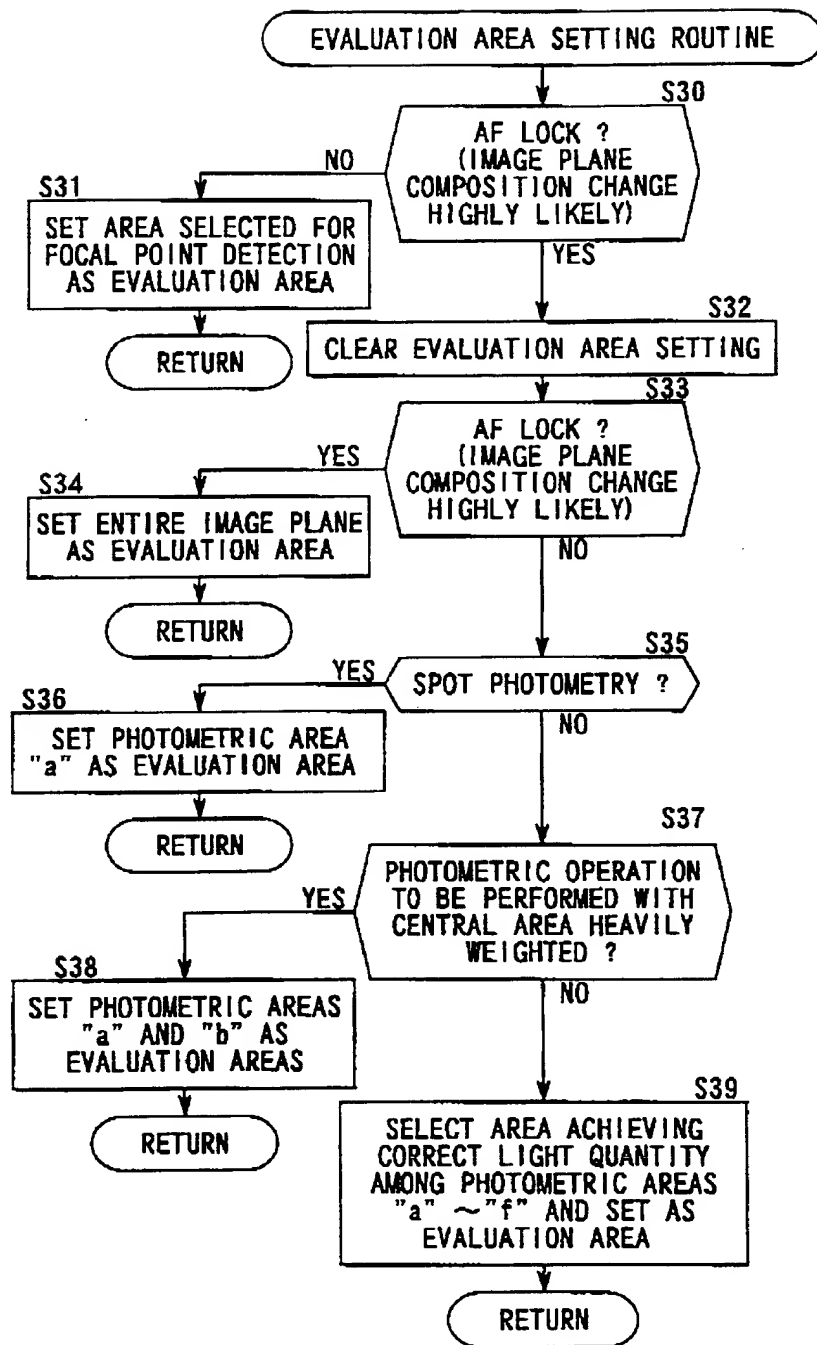 EVALUATION AREA SETTING ROUTINE
S30
AF LOCK ?
(IMAGE PLANE
COMPOSITION CHANGE
HIGHLY LIKELY)
NO
YES
S31
SET AREA SELECTED FOR
FOCAL POINT DETECTION
AS EVALUATION AREA
RETURN
S32
CLEAR EVALUATION AREA SETTING
S33
AF LOCK ?
(IMAGE PLANE
COMPOSITION CHANGE
HIGHLY LIKELY)
YES
NO
S34
SET ENTIRE IMAGE PLANE
AS EVALUATION AREA
RETURN
S35
SPOT PHOTOMETRY ?
YES
NO
S36
SET PHOTOMETRIC AREA
"a" AS EVALUATION AREA
RETURN
S37
PHOTOMETRIC OPERATION
TO BE PERFORMED WITH
CENTRAL AREA HEAVILY
WEIGHTED ?
YES
NO
S38
SET PHOTOMETRIC AREAS
"a" AND "b" AS
EVALUATION AREAS
RETURN
S39
SELECT AREA ACHIEVING
CORRECT LIGHT QUANTITY
AMONG PHOTOMETRIC AREAS
"a" ~"f" AND SET AS
EVALUATION AREA
RETURN